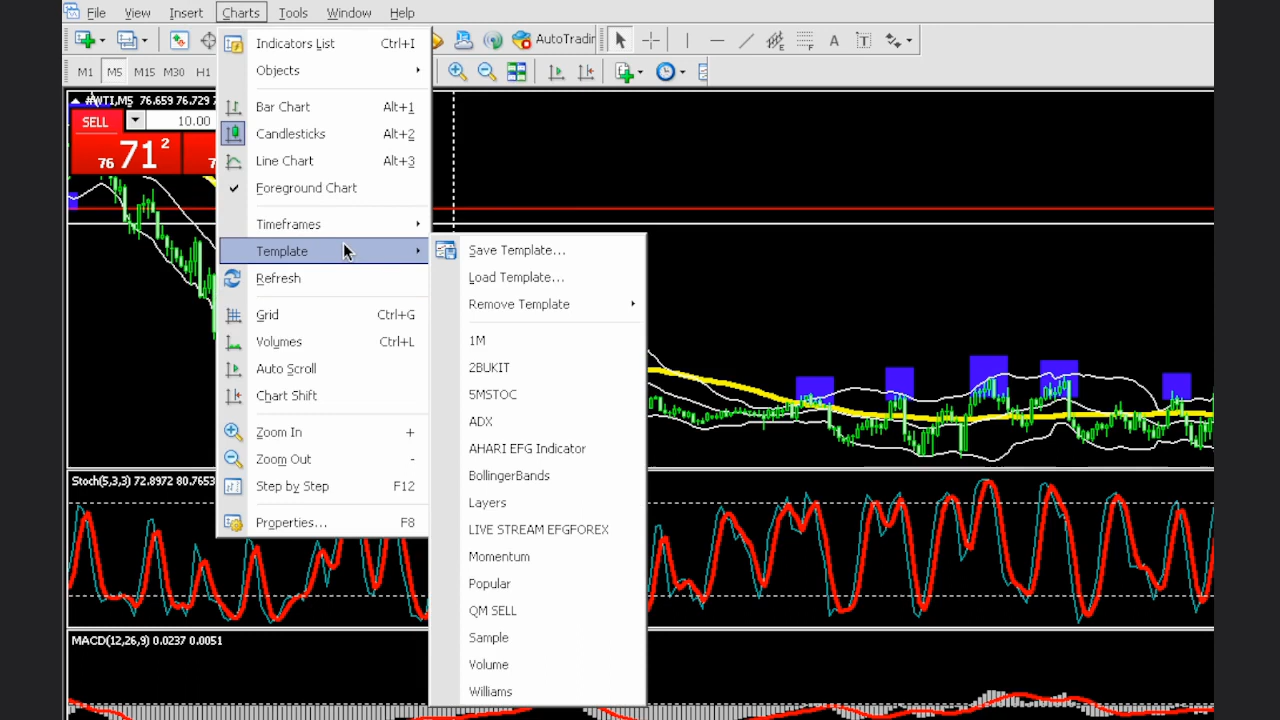 File View Insert Charts Tools Window Help
AutoTradin
M1 M5 M15 M30 H1
#WTI,M5 76.659 76.729
SELL 10.00
76 71 2
Indicators List Ctrl+I
Objects
Bar Chart Alt+1
Candlesticks Alt+2
Line Chart Alt+3
Foreground Chart
Timeframes
Template
Refresh
Grid Ctrl+G
Volumes Ctrl+L
Auto Scroll
Chart Shift
Zoom In +
Zoom Out -
Step by Step F12
Properties... F8
Save Template...
Load Template...
Remove Template
1M
2BUKIT
5MSTOC
ADX
AHARI EFG Indicator
BollingerBands
Layers
LIVE STREAM EFGFOREX
Momentum
Popular
QM SELL
Sample
Volume
Williams
Stoch(5,3,3) 72.8972 80.7653
MACD(12,26,9) 0.0237 0.0051